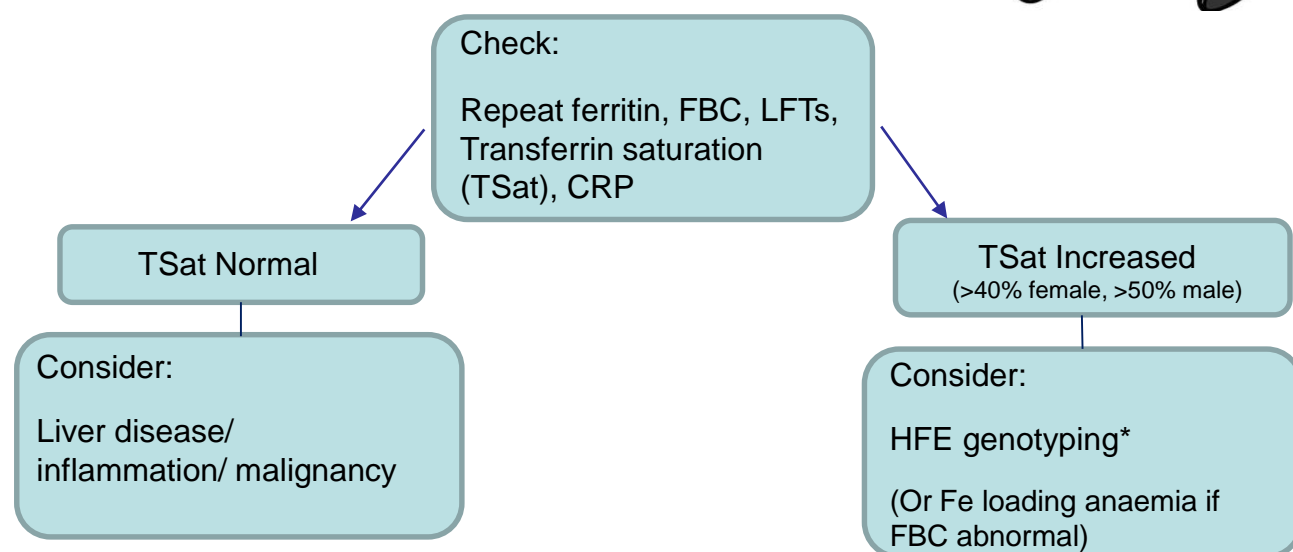 Check:
Repeat ferritin, FBC, LFTs,
Transferrin saturation
(TSat), CRP
TSat Normal
TSat Increased
(>40% female, >50% male)
Consider:
Liver disease/
inflammation/ malignancy
Consider:
HFE genotyping*
(Or Fe loading anaemia if
FBC abnormal)